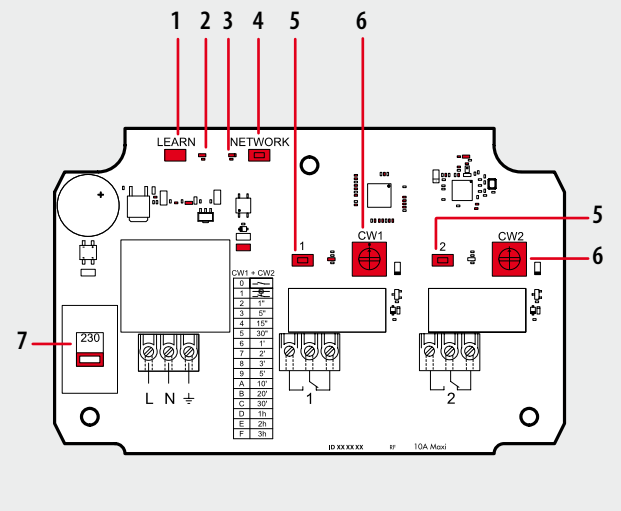 1 2 3 4 5 6
LEARN NETWORK
+
1 CW1 2 CW2
5
6
7
230
CW1 + CW2
0
1
2 1"
3 5"
4 15"
5 30"
6 1'
7 2'
8 3'
9 5'
A 10'
B 20'
C 30'
D 1h
E 2h
F 3h
L N
1
2
ID XX XX XX RF 10A Maxi